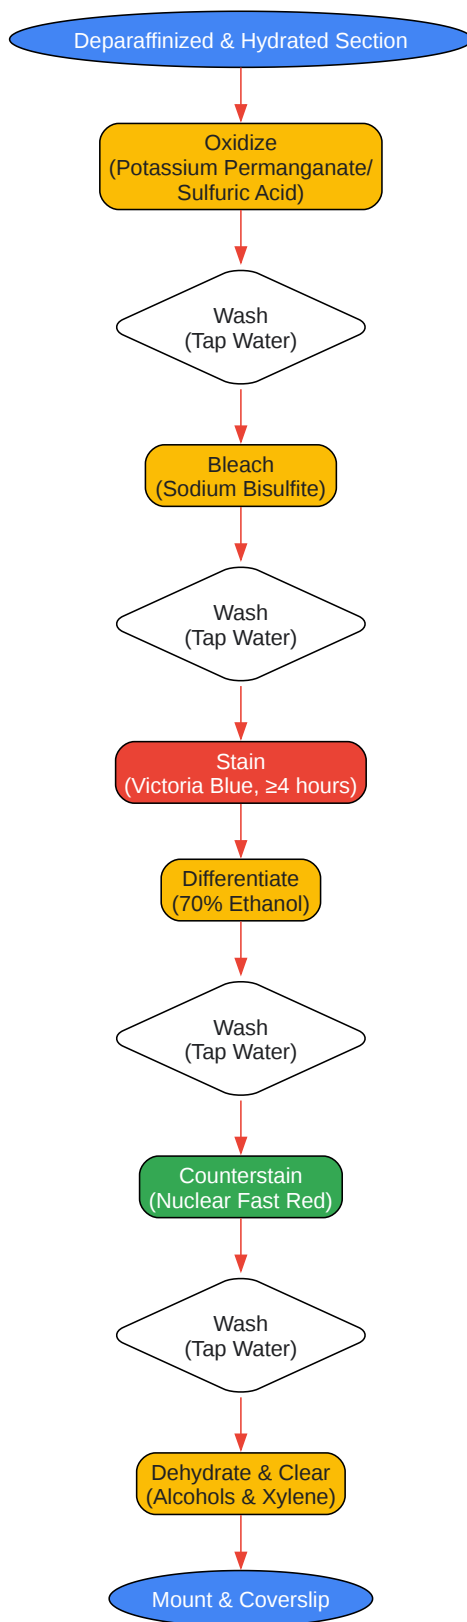 Deparaffinized & Hydrated Section
Oxidize
(Potassium Permanganate/
Sulfuric Acid)
Wash
(Tap Water)
Bleach
(Sodium Bisulfite)
Wash
(Tap Water)
Stain
(Victoria Blue, ≥4 hours)
Differentiate
(70% Ethanol)
Wash
(Tap Water)
Counterstain
(Nuclear Fast Red)
Wash
(Tap Water)
Dehydrate & Clear
(Alcohols & Xylene)
Mount & Coverslip